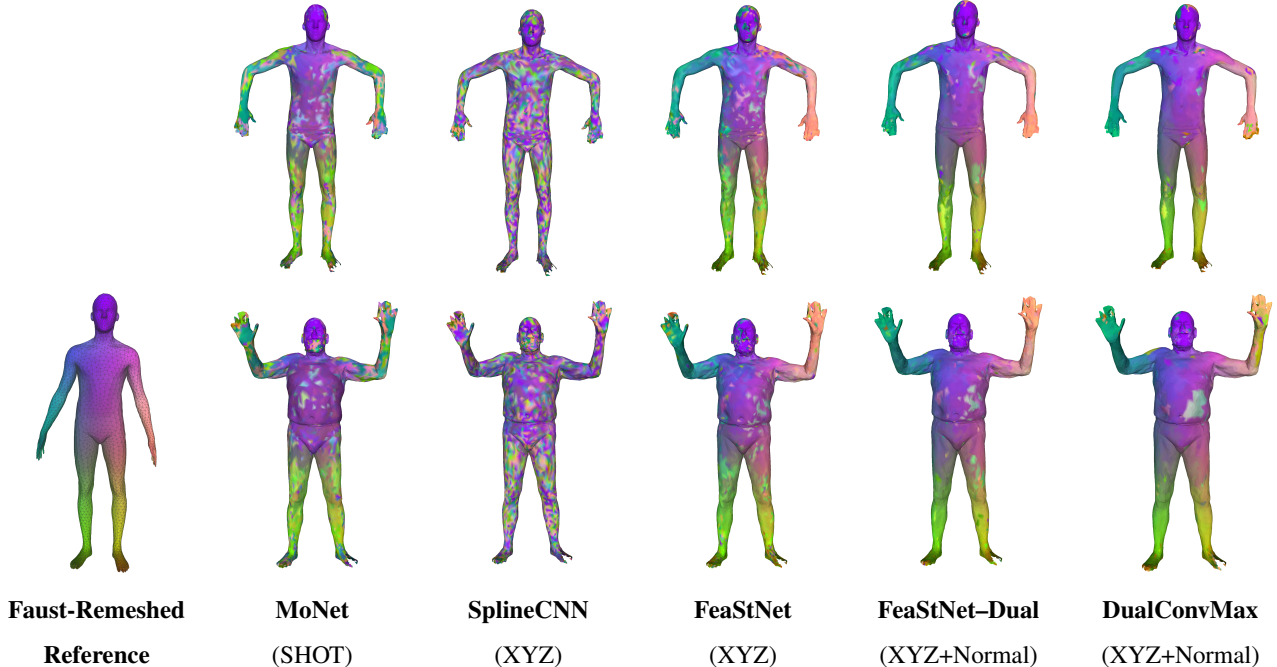 Faust-Remeshed MoNet SplineCNN FeaStNet FeaStNet–Dual DualConvMax
Reference (SHOT) (XYZ) (XYZ) (XYZ+Normal) (XYZ+Normal)